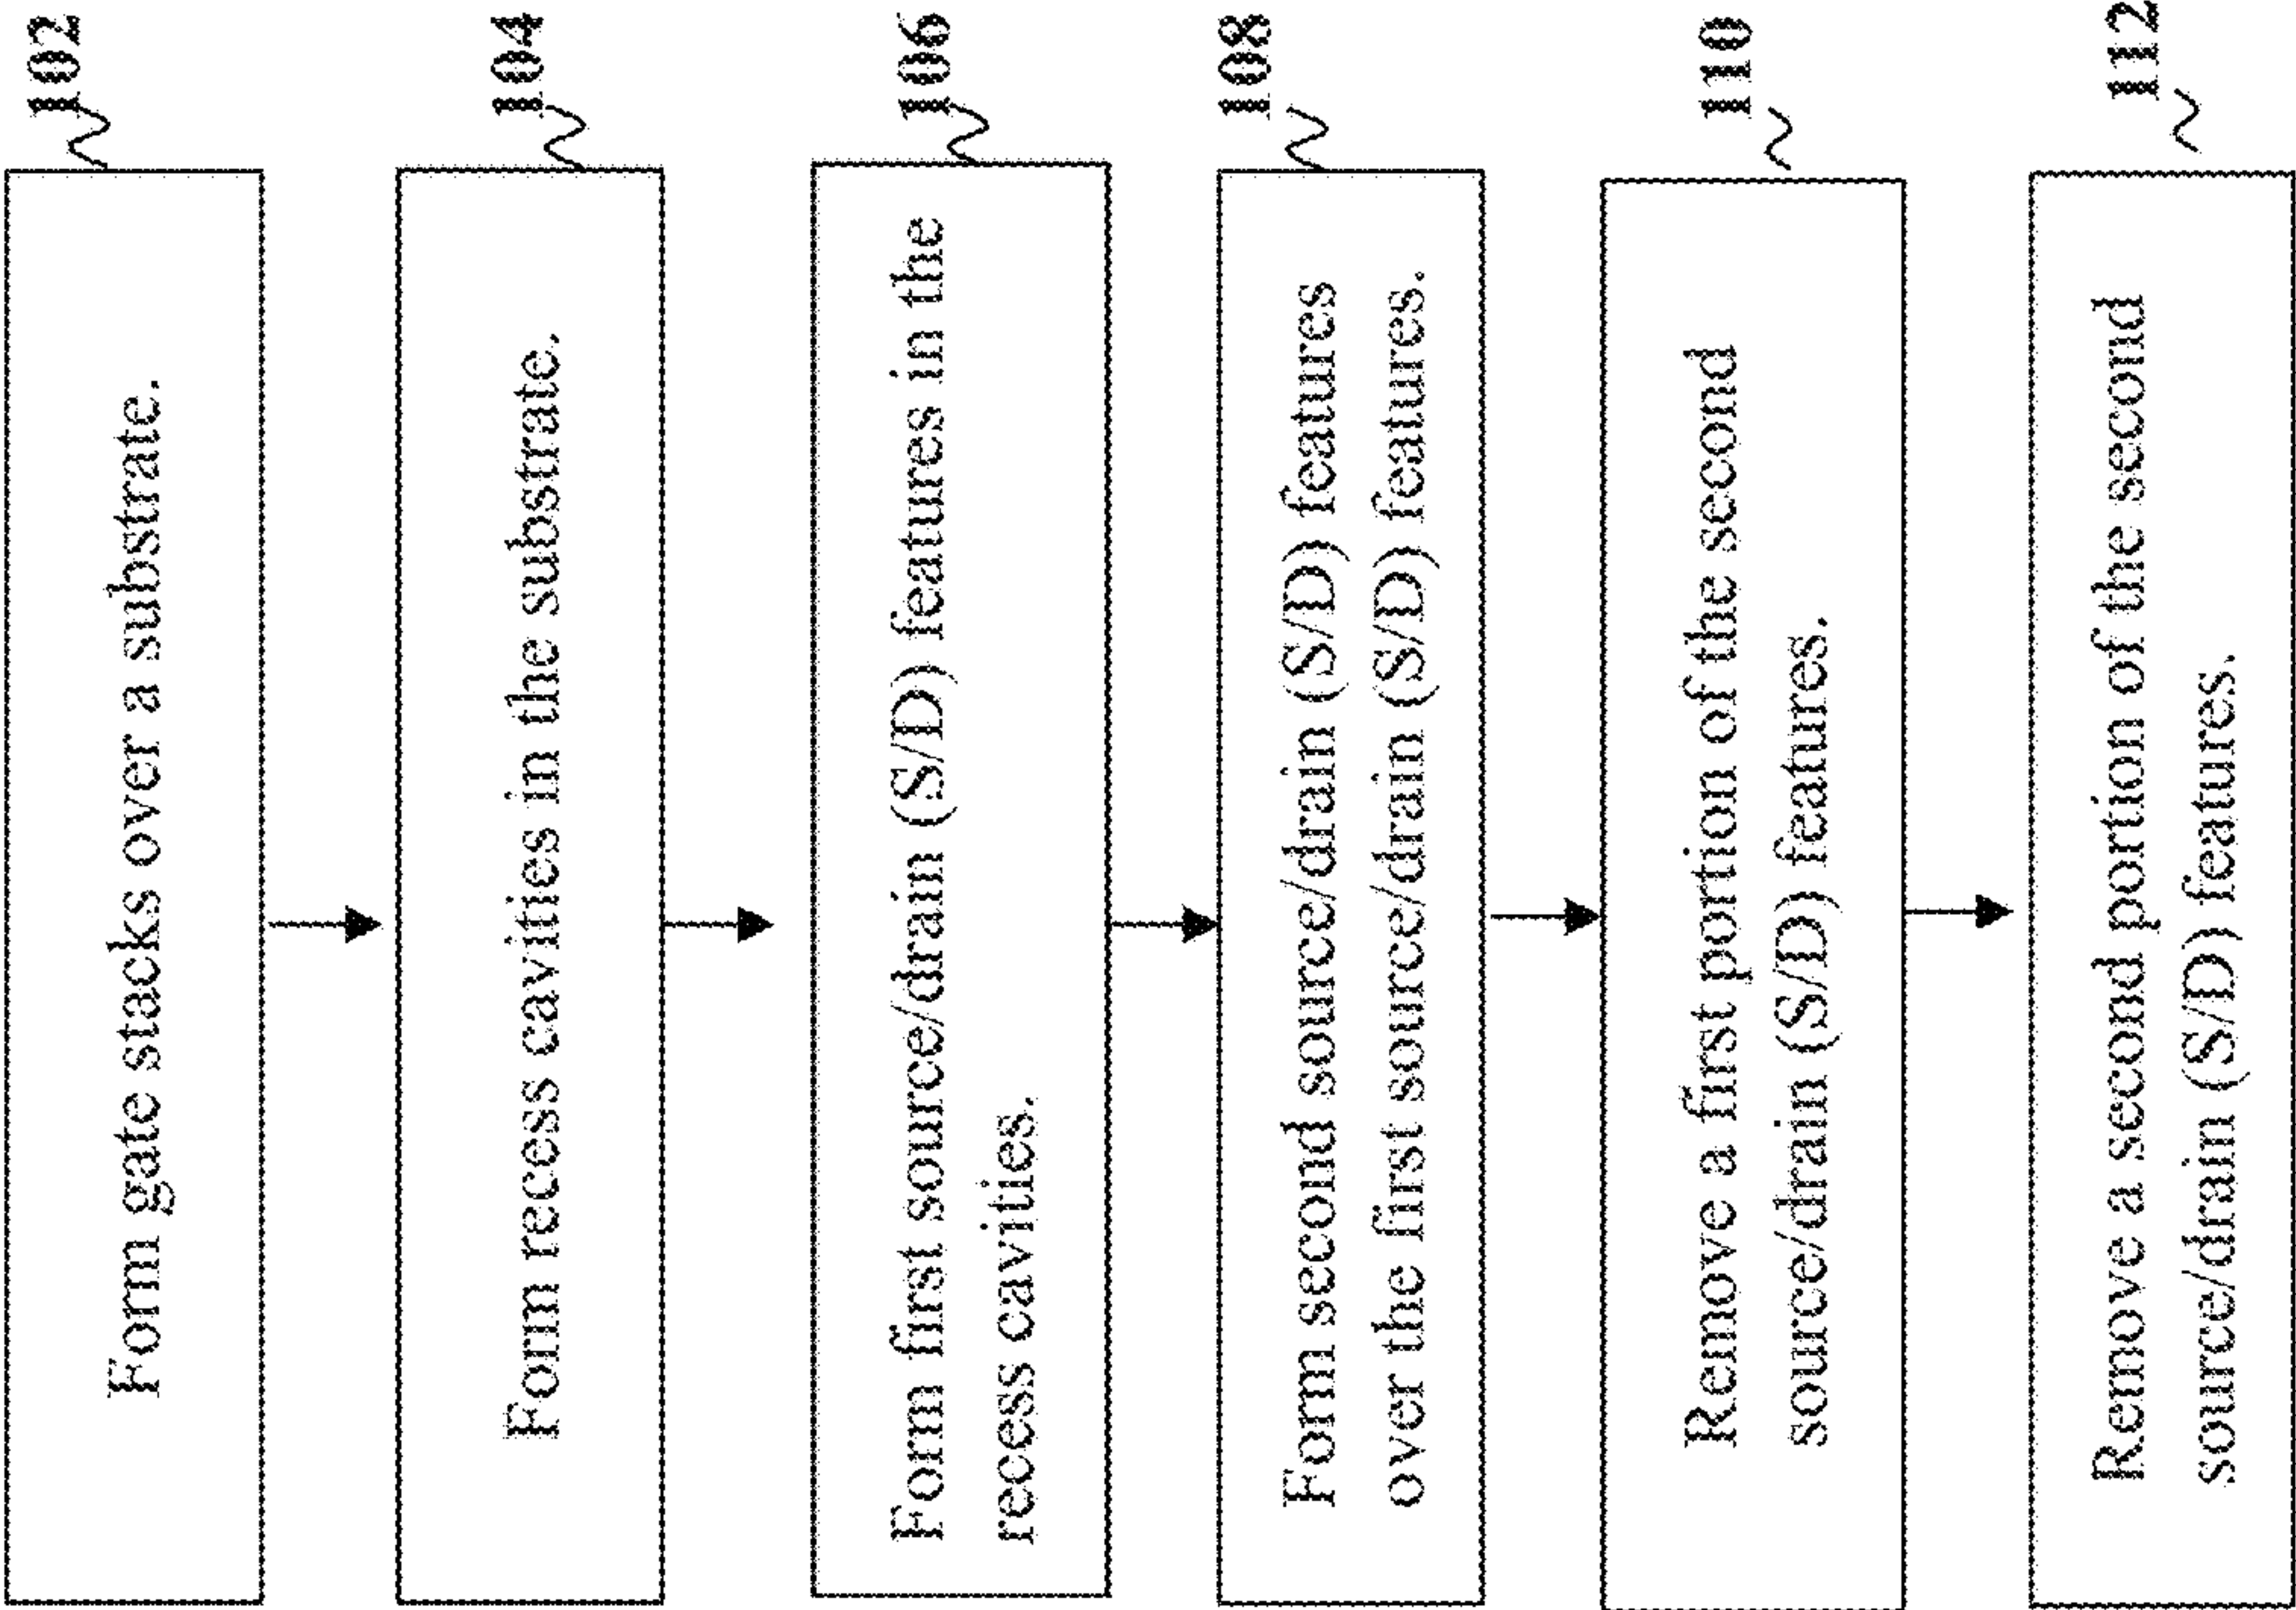 102
Form gate stacks over a substrate.
104
Form recess cavities in the substrate.
106
Form first source/drain (S/D) features in the
recess cavities.
108
Form second source/drain (S/D) features
over the first source/drain (S/D) features.
110
Remove a first portion of the second
source/drain (S/D) features.
112
Remove a second portion of the second
source/drain (S/D) features.